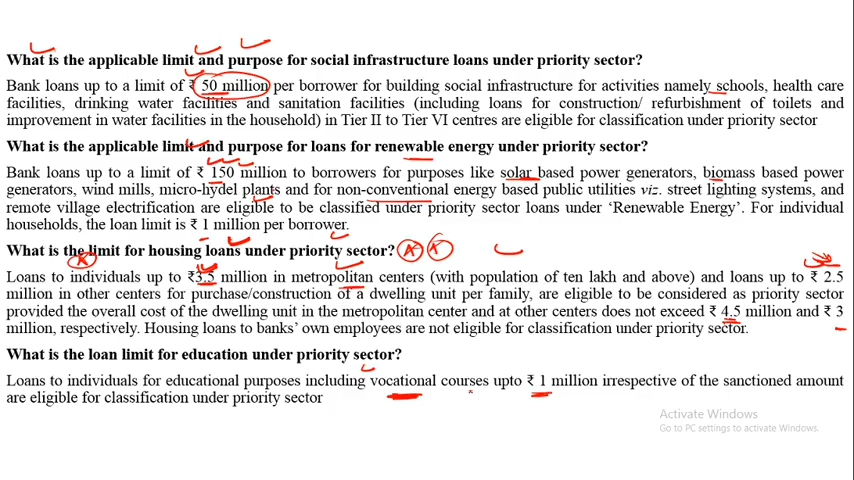 What is the applicable limit and purpose for social infrastructure loans under priority sector?
Bank loans up to a limit of ₹ 50 million per borrower for building social infrastructure for activities namely schools, health care
facilities, drinking water facilities and sanitation facilities (including loans for construction/ refurbishment of toilets and
improvement in water facilities in the household) in Tier II to Tier VI centres are eligible for classification under priority sector
What is the applicable limit and purpose for loans for renewable energy under priority sector?
Bank loans up to a limit of ₹ 150 million to borrowers for purposes like solar based power generators, biomass based power
generators, wind mills, micro-hydel plants and for non-conventional energy based public utilities viz. street lighting systems, and
remote village electrification are eligible to be classified under priority sector loans under ‘Renewable Energy’. For individual
households, the loan limit is ₹ 1 million per borrower.
What is the limit for housing loans under priority sector?
Loans to individuals up to ₹3.5 million in metropolitan centers (with population of ten lakh and above) and loans up to ₹ 2.5
million in other centers for purchase/construction of a dwelling unit per family, are eligible to be considered as priority sector
provided the overall cost of the dwelling unit in the metropolitan center and at other centers does not exceed ₹ 4.5 million and ₹ 3
million, respectively. Housing loans to banks’ own employees are not eligible for classification under priority sector.
What is the loan limit for education under priority sector?
Loans to individuals for educational purposes including vocational courses upto ₹ 1 million irrespective of the sanctioned amount
are eligible for classification under priority sector
Activate Windows
Go to PC settings to activate Windows.